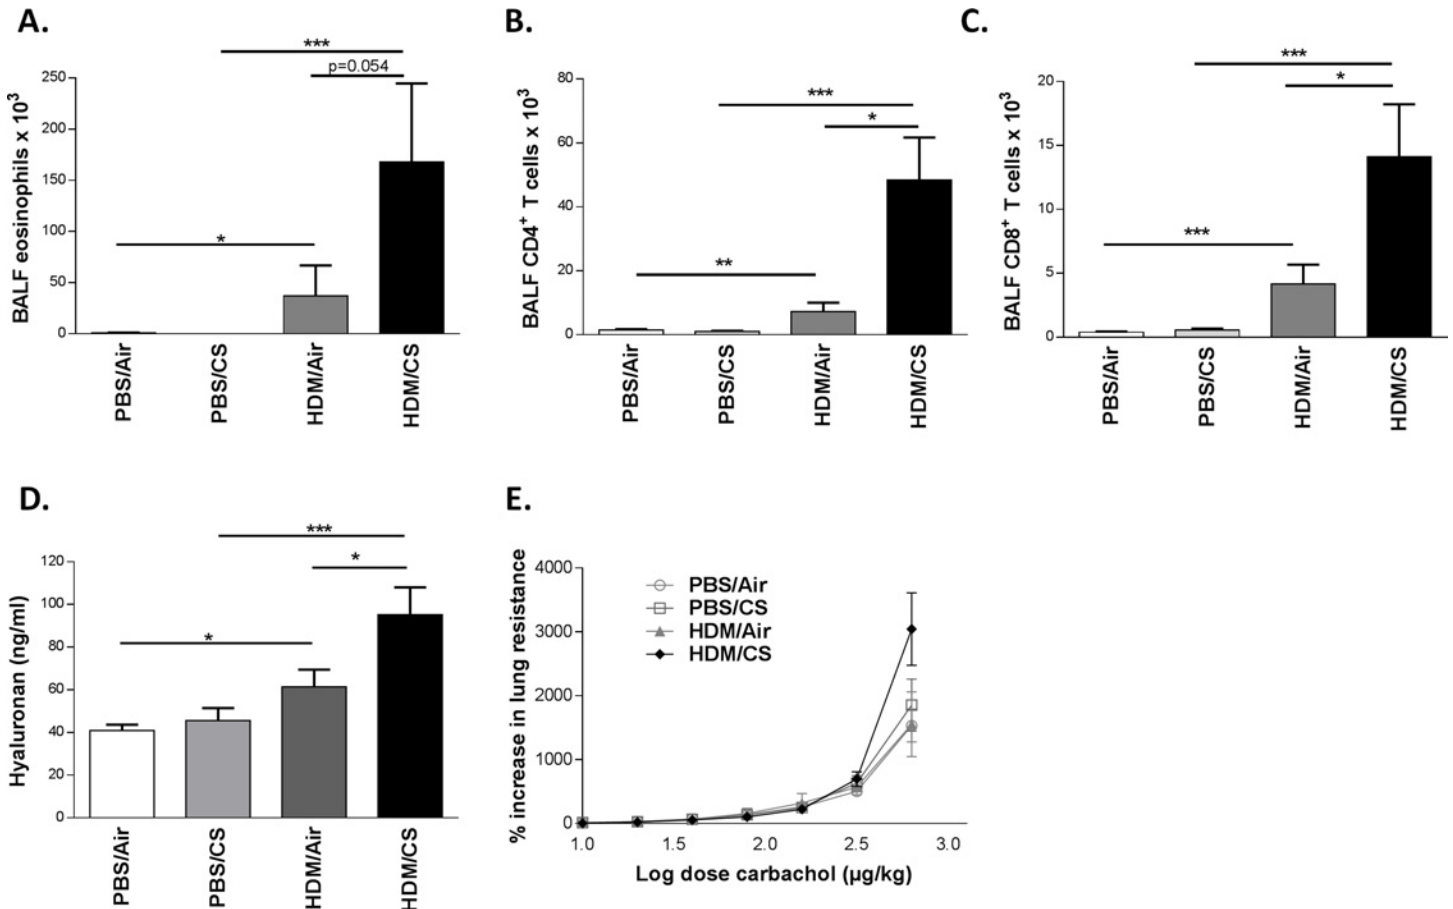 A.
BALF eosinophils x 10³
250
200
150
100
50
0
***
p=0.054
*
PBS/Air
PBS/CS
HDM/Air
HDM/CS
B.
BALF CD4⁺ T cells x 10³
80
60
40
20
0
***
*
**
PBS/Air
PBS/CS
HDM/Air
HDM/CS
C.
BALF CD8⁺ T cells x 10³
20
15
10
5
0
***
*
***
PBS/Air
PBS/CS
HDM/Air
HDM/CS
D.
Hyaluronan (ng/ml)
120
100
80
60
40
20
0
***
*
*
PBS/Air
PBS/CS
HDM/Air
HDM/CS
E.
% increase in lung resistance
4000
3000
2000
1000
0
PBS/Air
PBS/CS
HDM/Air
HDM/CS
1.0
1.5
2.0
2.5
3.0
Log dose carbachol (µg/kg)